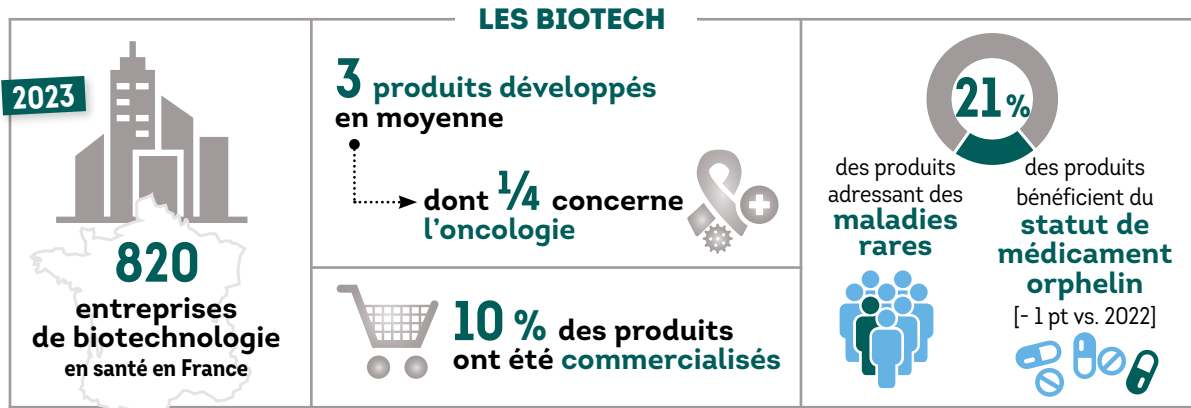 LES BIOTECH
2023
820
entreprises
de biotechnologie
en santé en France
3 produits développés
en moyenne
dont 1/4 concerne
l'oncologie
10 % des produits
ont été commercialisés
21 %
des produits
adressant des
maladies
rares
des produits
bénéficient du
statut de
médicament
orphelin
[- 1 pt vs. 2022]